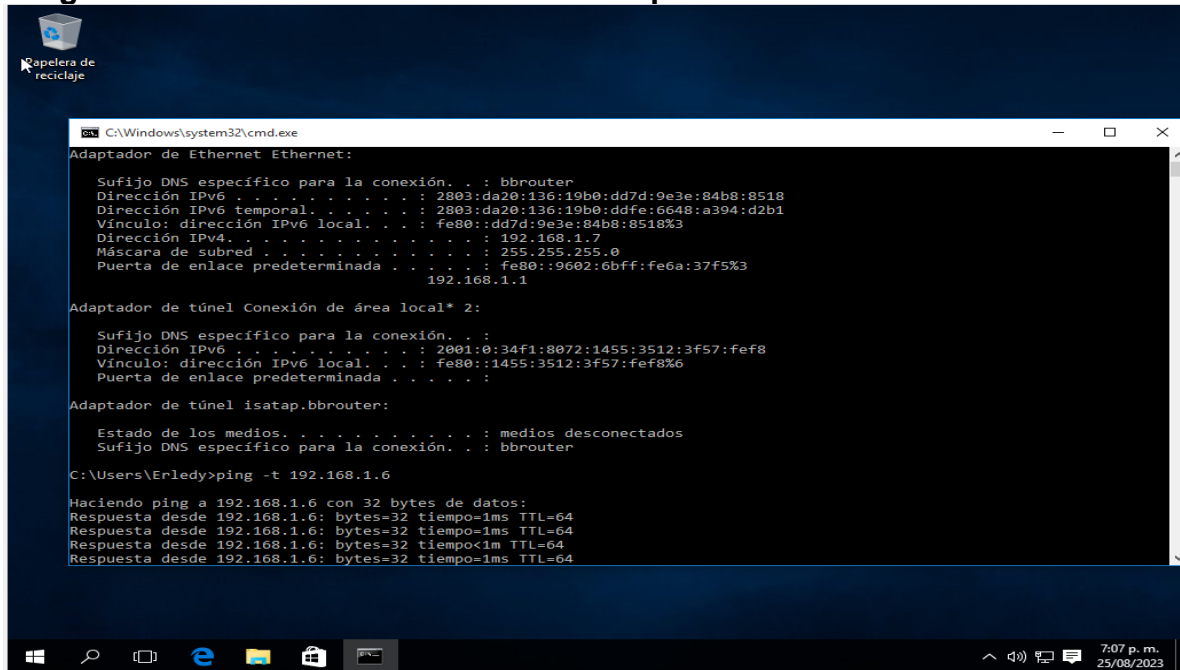 Papelera de
reciclaje
C:\Windows\system32\cmd.exe
Adaptador de Ethernet Ethernet:
Sufijo DNS específico para la conexión. . : bbrouter
Dirección IPv6 . . . . . . . . . . : 2803:da20:136:19b0:dd7d:9e3e:84b8:8518
Dirección IPv6 temporal. . . . . . : 2803:da20:136:19b0:ddfe:6648:a394:d2b1
Vínculo: dirección IPv6 local. . . : fe80::dd7d:9e3e:84b8:8518%3
Dirección IPv4. . . . . . . . . . . . . . : 192.168.1.7
Máscara de subred . . . . . . . . . . . . : 255.255.255.0
Puerta de enlace predeterminada . . . . . : fe80::9602:6bff:fe6a:37f5%3
192.168.1.1
Adaptador de túnel Conexión de área local* 2:
Sufijo DNS específico para la conexión. . :
Dirección IPv6 . . . . . . . . . . : 2001:0:34f1:8072:1455:3512:3f57:fef8
Vínculo: dirección IPv6 local. . . : fe80::1455:3512:3f57:fef8%6
Puerta de enlace predeterminada . . . . . :
Adaptador de túnel isatap.bbrouter:
Estado de los medios. . . . . . . . . . . : medios desconectados
Sufijo DNS específico para la conexión. . : bbrouter
C:\Users\Erledy>ping -t 192.168.1.6
Haciendo ping a 192.168.1.6 con 32 bytes de datos:
Respuesta desde 192.168.1.6: bytes=32 tiempo=1ms TTL=64
Respuesta desde 192.168.1.6: bytes=32 tiempo=1ms TTL=64
Respuesta desde 192.168.1.6: bytes=32 tiempo<1m TTL=64
Respuesta desde 192.168.1.6: bytes=32 tiempo=1ms TTL=64
7:07 p. m.
25/08/2023